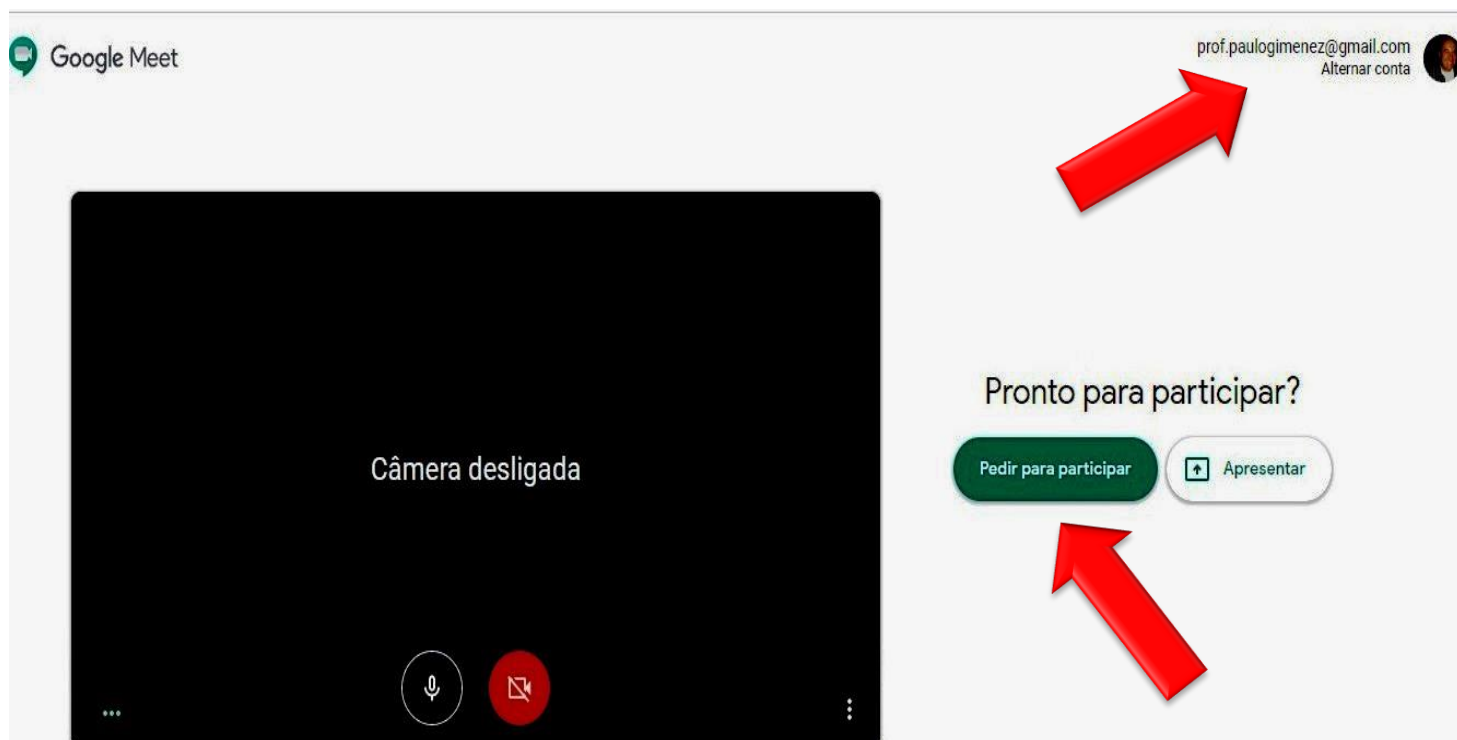 Google Meet
prof.paulogimenez@gmail.com
Alternar conta
Câmera desligada
Pronto para participar?
Pedir para participar
Apresentar